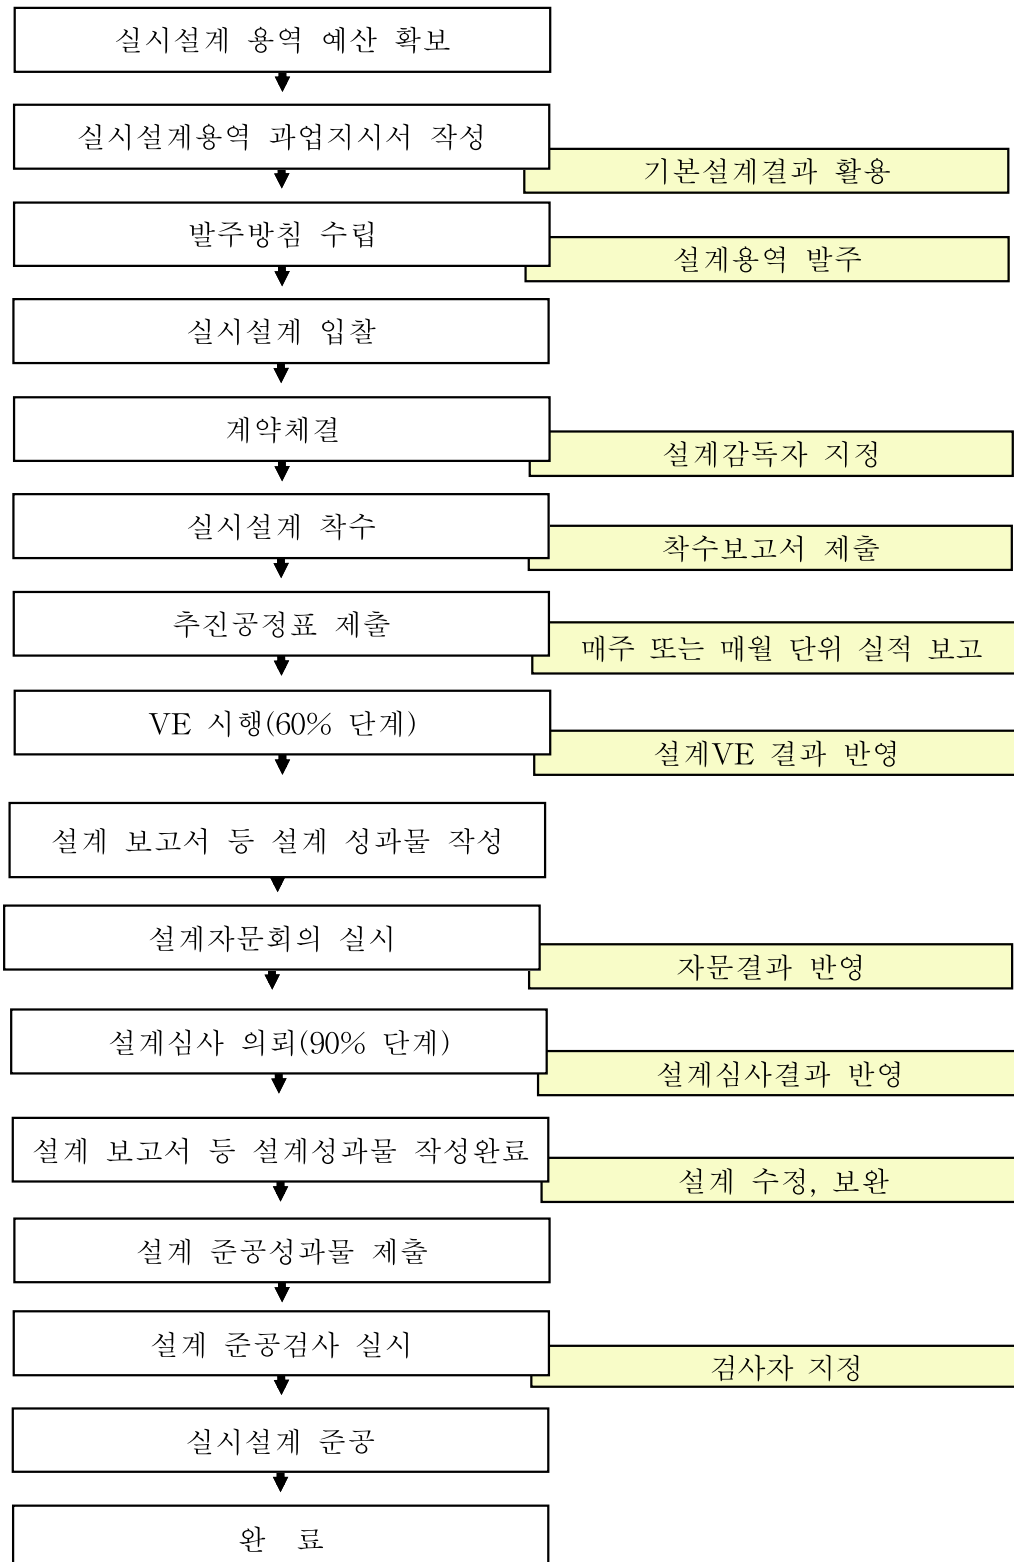 실시설계 용역 예산 확보
실시설계용역 과업지시서 작성
기본설계결과 활용
발주방침 수립
설계용역 발주
실시설계 입찰
계약체결
설계감독자 지정
실시설계 착수
착수보고서 제출
추진공정표 제출
매주 또는 매월 단위 실적 보고
VE 시행(60% 단계)
설계VE 결과 반영
설계 보고서 등 설계 성과물 작성
설계자문회의 실시
자문결과 반영
설계심사 의뢰(90% 단계)
설계심사결과 반영
설계 보고서 등 설계성과물 작성완료
설계 수정, 보완
설계 준공성과물 제출
설계 준공검사 실시
검사자 지정
실시설계 준공
완 료